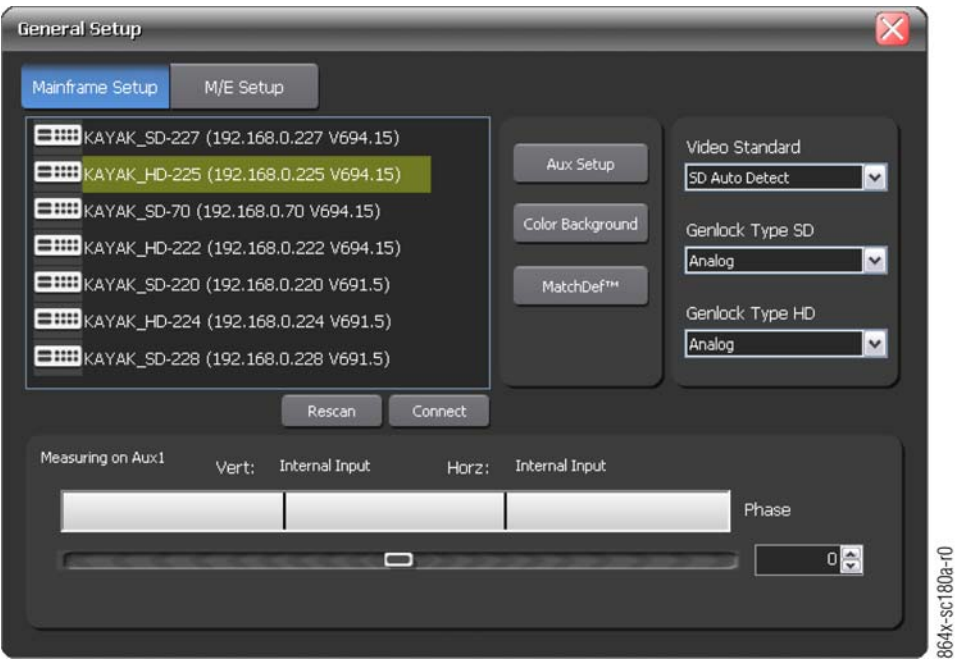 General Setup
Mainframe Setup
M/E Setup
KAYAK_SD-227 (192.168.0.227 V694.15)
KAYAK_HD-225 (192.168.0.225 V694.15)
KAYAK_SD-70 (192.168.0.70 V694.15)
KAYAK_HD-222 (192.168.0.222 V694.15)
KAYAK_SD-220 (192.168.0.220 V691.5)
KAYAK_HD-224 (192.168.0.224 V691.5)
KAYAK_SD-228 (192.168.0.228 V691.5)
Rescan
Connect
Aux Setup
Color Background
MatchDef™
Video Standard
SD Auto Detect
Genlock Type SD
Analog
Genlock Type HD
Analog
Measuring on Aux1
Vert: Internal Input
Horz: Internal Input
Phase
0
864x-sc180a-r0